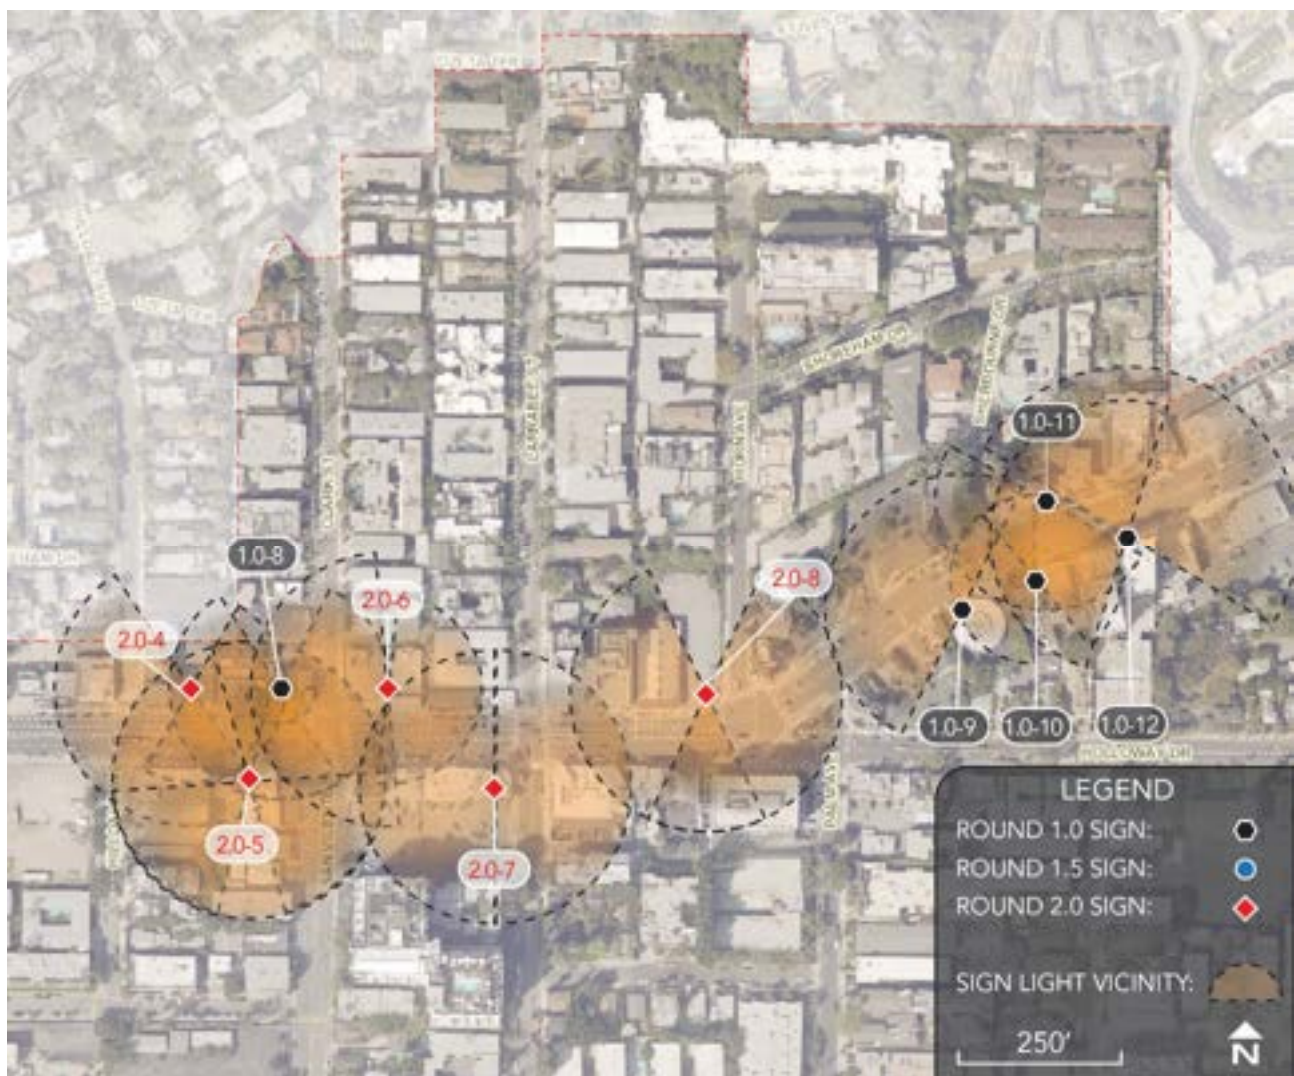 SHOREHAM DR
1.0-11
1.0-8
2.0-6
2.0-8
2.0-4
1.0-9
1.0-10
1.0-12
HOLLOWAY DR
2.0-5
2.0-7
LEGEND
ROUND 1.0 SIGN:
ROUND 1.5 SIGN:
ROUND 2.0 SIGN:
SIGN LIGHT VICINITY:
250'
N